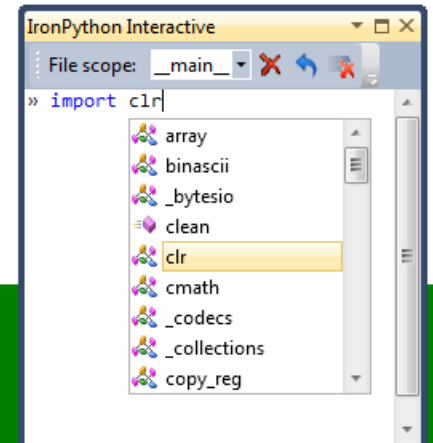 IronPython Interactive
File scope: __main__
» import clr
array
binascii
_bytesio
clean
clr
cmath
_codecs
_collections
copy_reg